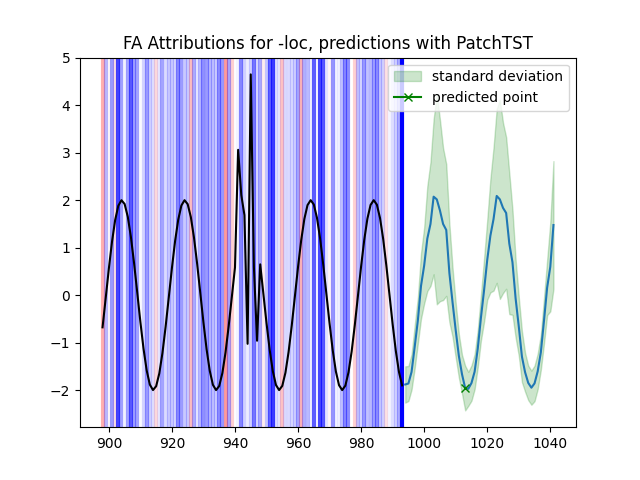 FA Attributions for -loc, predictions with PatchTST
standard deviation
predicted point
5
4
3
2
1
0
−1
−2
900 920 940 960 980 1000 1020 1040